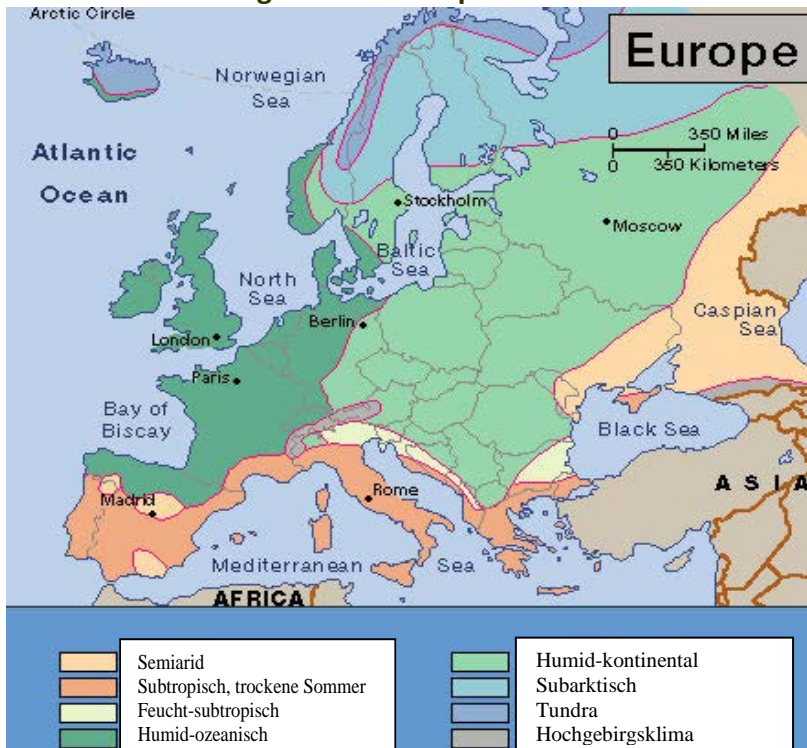 Arctic Circle
Europe
Norwegian
Sea
0 350 Miles
0 350 Kilometers
Atlantic
Ocean
Stockholm
Moscow
Baltic
Sea
North
Sea
Berlin
Caspian
Sea
London
Paris
Bay of
Biscay
Black Sea
ASIA
Madrid
Rome
Mediterranean Sea
AFRICA
Semiarid
Subtropisch, trockene Sommer
Feucht-subtropisch
Humid-ozeanisch
Humid-kontinental
Subarktisch
Tundra
Hochgebirgsklima